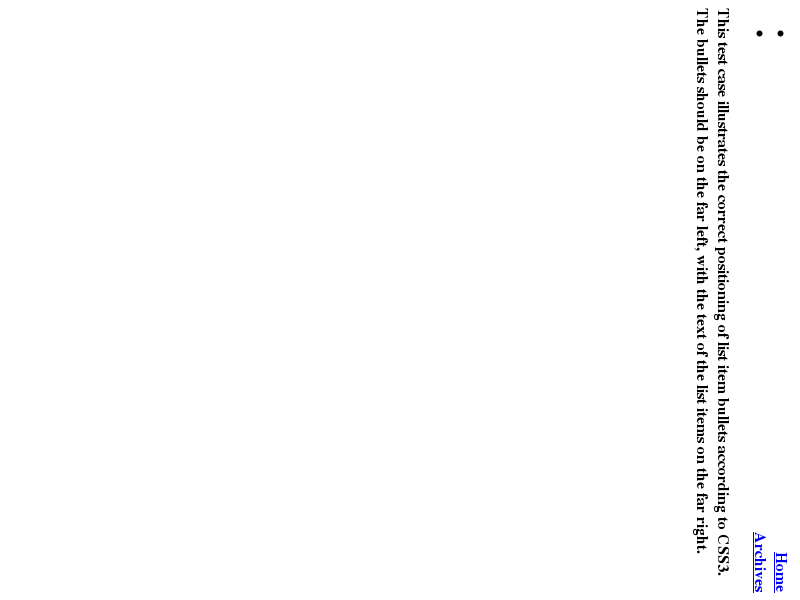 • Home
• Archives
This test case illustrates the correct positioning of list item bullets according to CSS3.
The bullets should be on the far left, with the text of the list items on the far right.